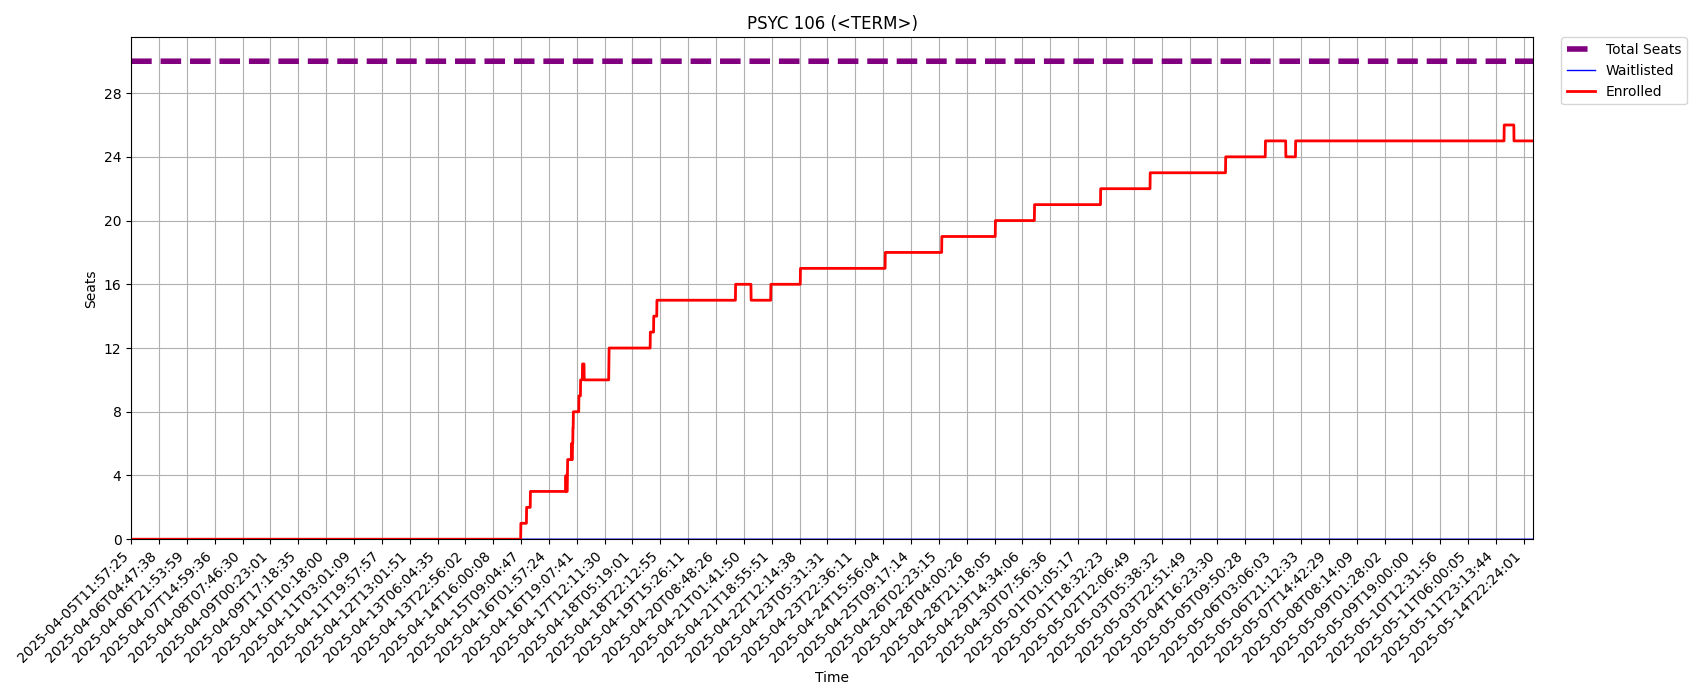 PSYC 106 (<TERM>)
Total Seats
Waitlisted
Enrolled
Seats
28
24
20
16
12
8
4
0
2025-04-05T11:57:25
2025-04-06T04:47:38
2025-04-06T21:53:59
2025-04-07T14:59:36
2025-04-08T07:46:30
2025-04-09T00:23:01
2025-04-09T17:18:35
2025-04-10T10:18:00
2025-04-11T03:01:09
2025-04-11T19:57:57
2025-04-12T13:01:51
2025-04-13T06:04:35
2025-04-13T22:56:02
2025-04-14T16:00:08
2025-04-15T09:04:47
2025-04-16T01:57:24
2025-04-16T19:07:41
2025-04-17T12:11:30
2025-04-18T05:19:01
2025-04-18T22:12:55
2025-04-19T15:26:11
2025-04-20T08:48:26
2025-04-21T01:41:50
2025-04-21T18:55:51
2025-04-22T12:14:38
2025-04-23T05:31:31
2025-04-23T22:36:11
2025-04-24T15:56:04
2025-04-25T09:17:14
2025-04-26T02:23:15
2025-04-28T04:00:26
2025-04-28T21:18:05
2025-04-29T14:34:06
2025-04-30T07:56:36
2025-05-01T01:05:17
2025-05-01T18:32:23
2025-05-02T12:06:49
2025-05-03T05:38:32
2025-05-03T22:51:49
2025-05-04T16:23:30
2025-05-05T09:50:28
2025-05-06T03:06:03
2025-05-06T21:12:33
2025-05-07T14:42:29
2025-05-08T08:14:09
2025-05-09T01:28:02
2025-05-09T19:00:00
2025-05-10T12:31:56
2025-05-11T06:00:05
2025-05-11T23:13:44
2025-05-14T22:24:01
Time